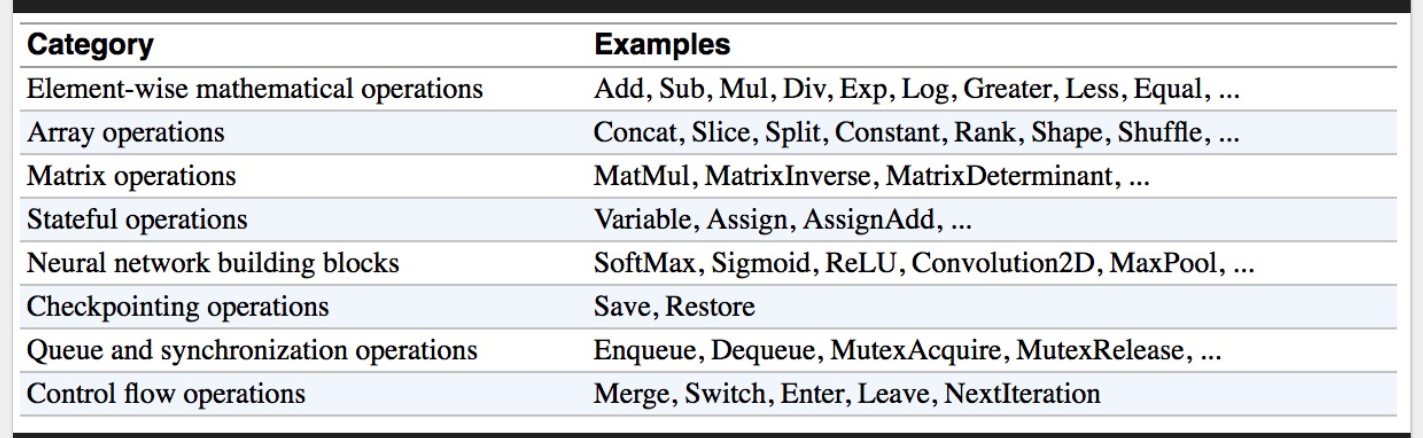 Category Examples
Element-wise mathematical operations Add, Sub, Mul, Div, Exp, Log, Greater, Less, Equal, ...
Array operations Concat, Slice, Split, Constant, Rank, Shape, Shuffle, ...
Matrix operations MatMul, MatrixInverse, MatrixDeterminant, ...
Stateful operations Variable, Assign, AssignAdd, ...
Neural network building blocks SoftMax, Sigmoid, ReLU, Convolution2D, MaxPool, ...
Checkpointing operations Save, Restore
Queue and synchronization operations Enqueue, Dequeue, MutexAcquire, MutexRelease, ...
Control flow operations Merge, Switch, Enter, Leave, NextIteration